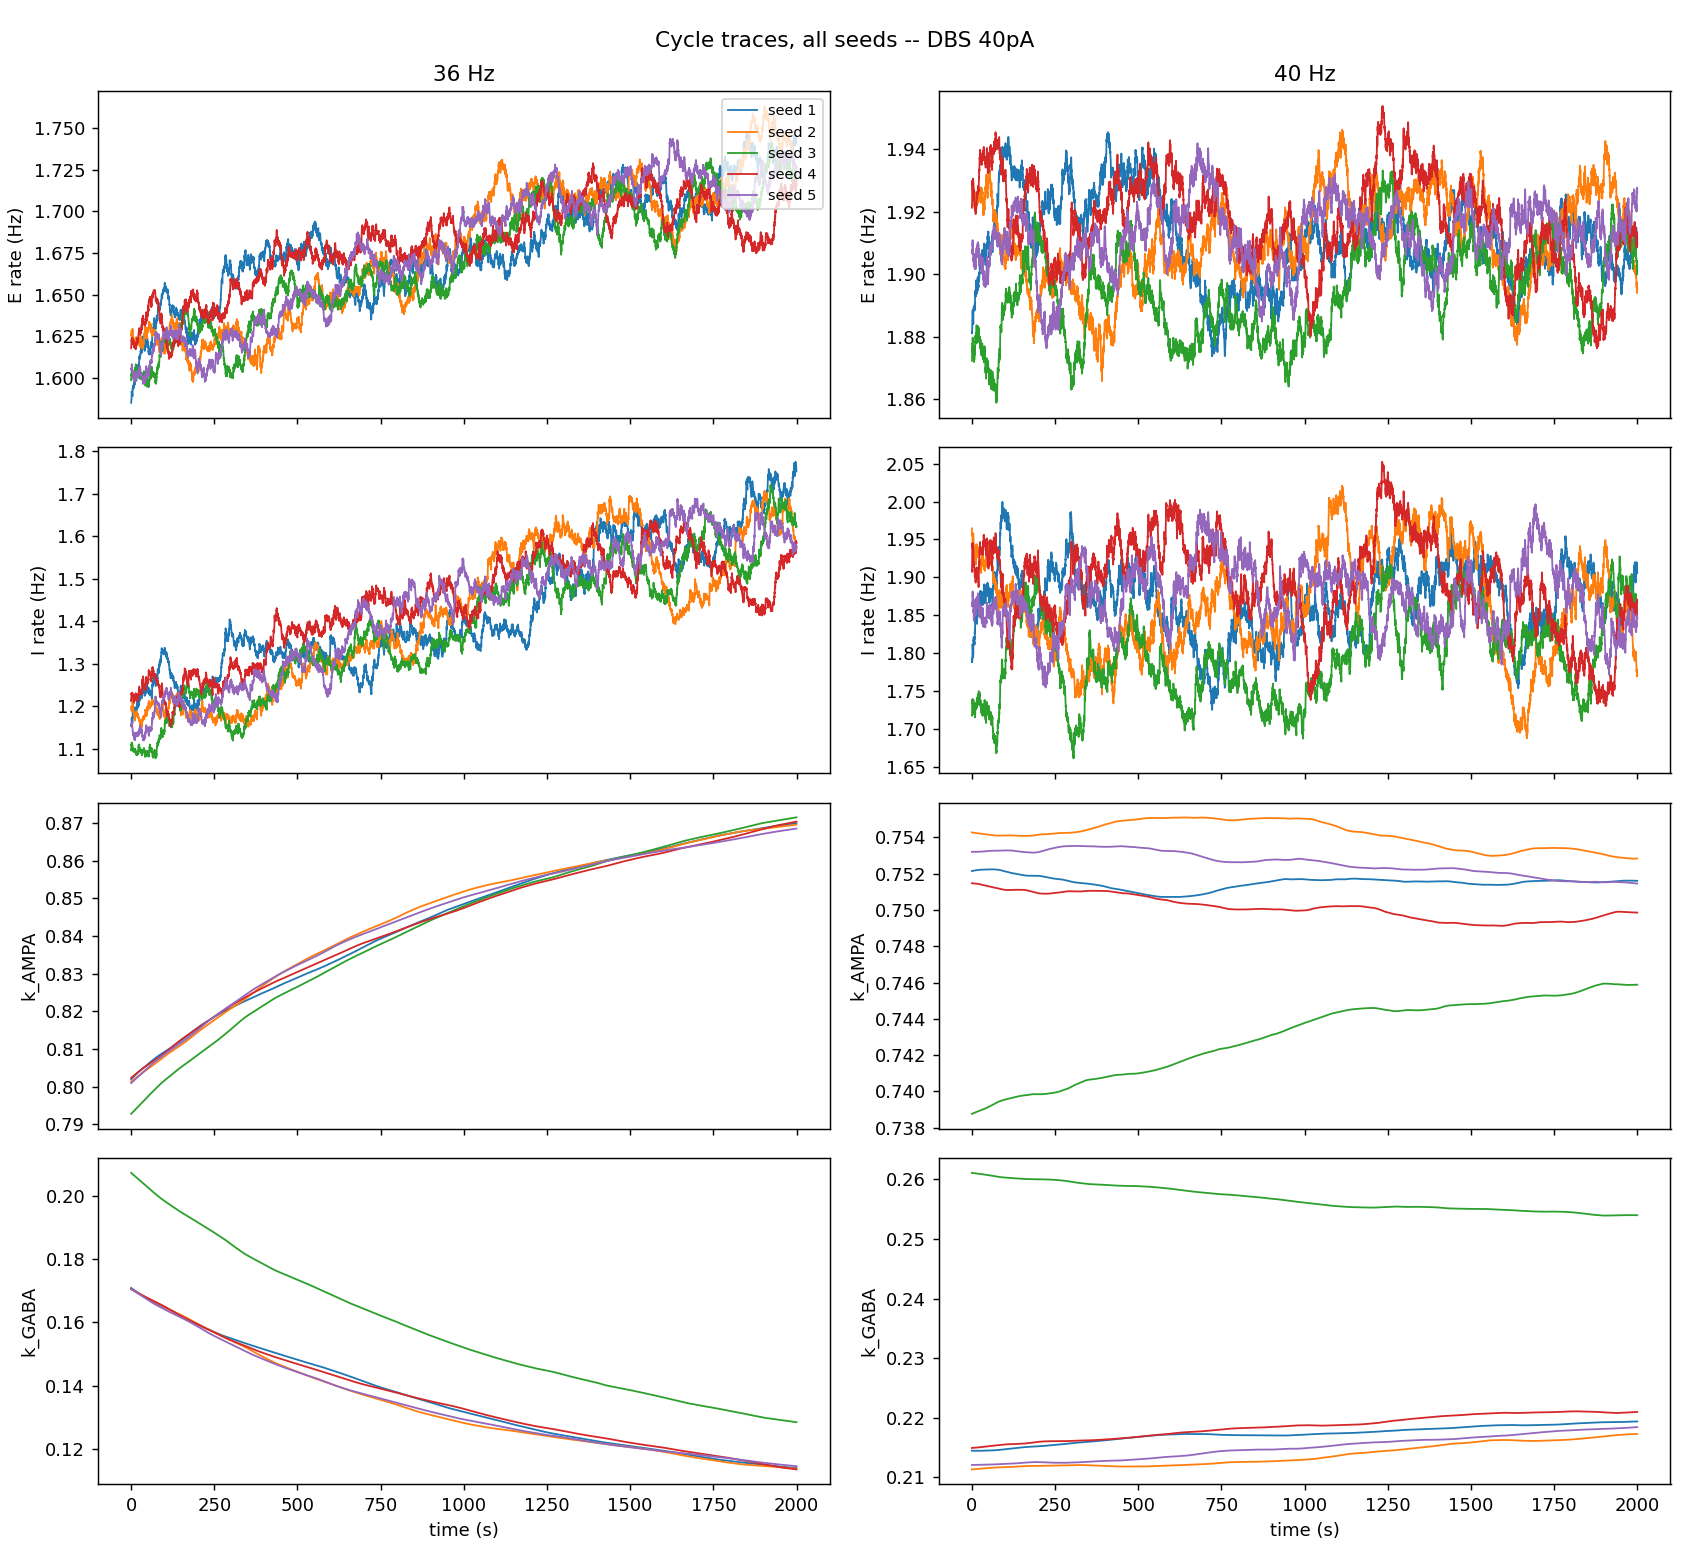 Cycle traces, all seeds -- DBS 40pA
36 Hz
40 Hz
E rate (Hz)
1.750
1.725
1.700
1.675
1.650
1.625
1.600
seed 1
seed 2
seed 3
seed 4
seed 5
E rate (Hz)
1.94
1.92
1.90
1.88
1.86
I rate (Hz)
1.8
1.7
1.6
1.5
1.4
1.3
1.2
1.1
I rate (Hz)
2.05
2.00
1.95
1.90
1.85
1.80
1.75
1.70
1.65
k_AMPA
0.87
0.86
0.85
0.84
0.83
0.82
0.81
0.80
0.79
k_AMPA
0.754
0.752
0.750
0.748
0.746
0.744
0.742
0.740
0.738
k_GABA
0.20
0.18
0.16
0.14
0.12
0 250 500 750 1000 1250 1500 1750 2000
time (s)
k_GABA
0.26
0.25
0.24
0.23
0.22
0.21
0 250 500 750 1000 1250 1500 1750 2000
time (s)